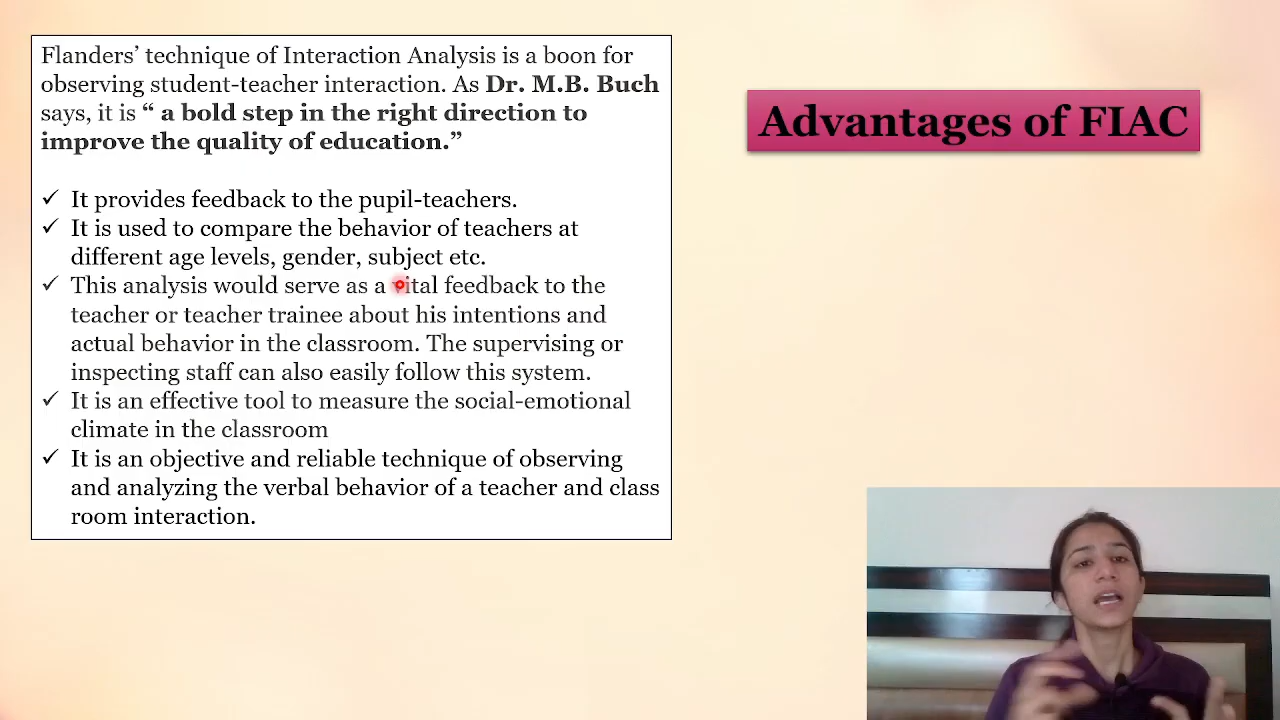 Flanders’ technique of Interaction Analysis is a boon for
observing student-teacher interaction. As Dr. M.B. Buch
says, it is “ a bold step in the right direction to
improve the quality of education.”
✓ It provides feedback to the pupil-teachers.
✓ It is used to compare the behavior of teachers at
different age levels, gender, subject etc.
✓ This analysis would serve as a vital feedback to the
teacher or teacher trainee about his intentions and
actual behavior in the classroom. The supervising or
inspecting staff can also easily follow this system.
✓ It is an effective tool to measure the social-emotional
climate in the classroom
✓ It is an objective and reliable technique of observing
and analyzing the verbal behavior of a teacher and class
room interaction.
Advantages of FIAC